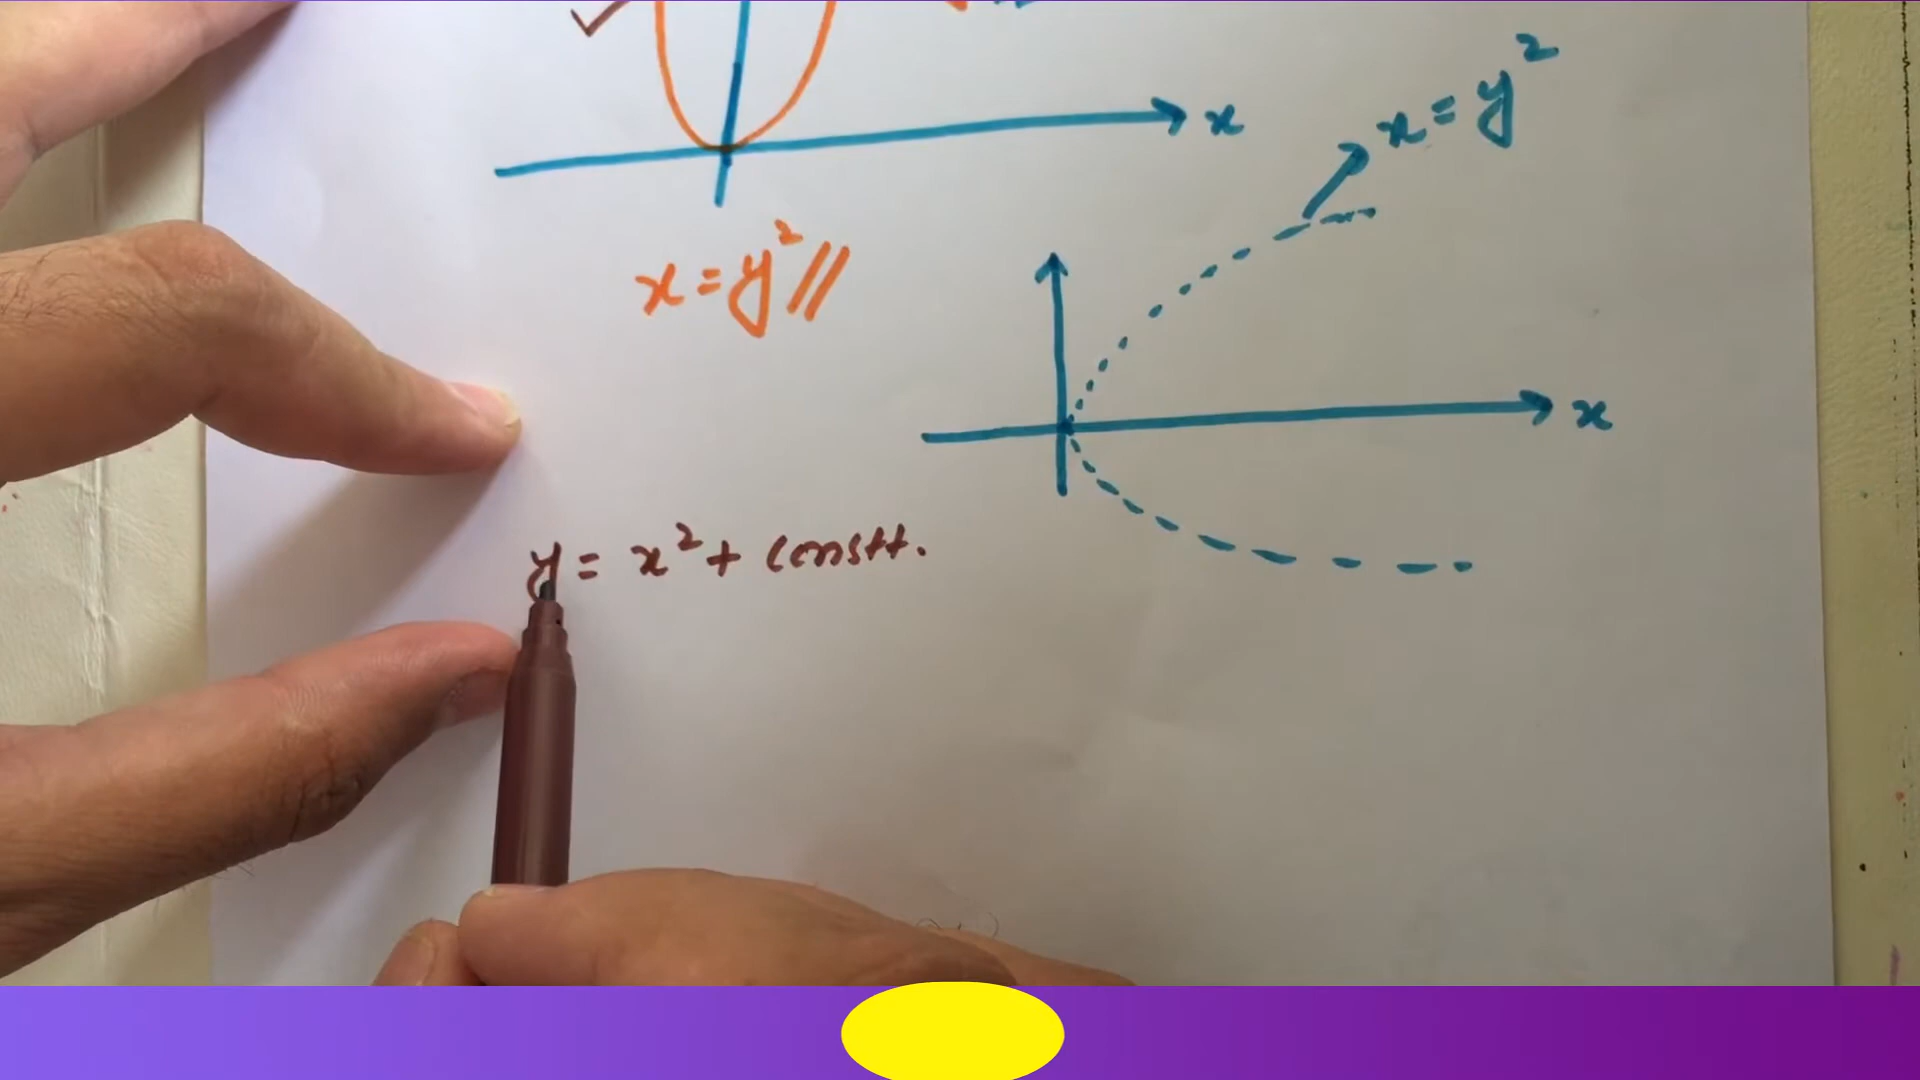 x
x = y²
x = y² //
x
y = x² + constt.